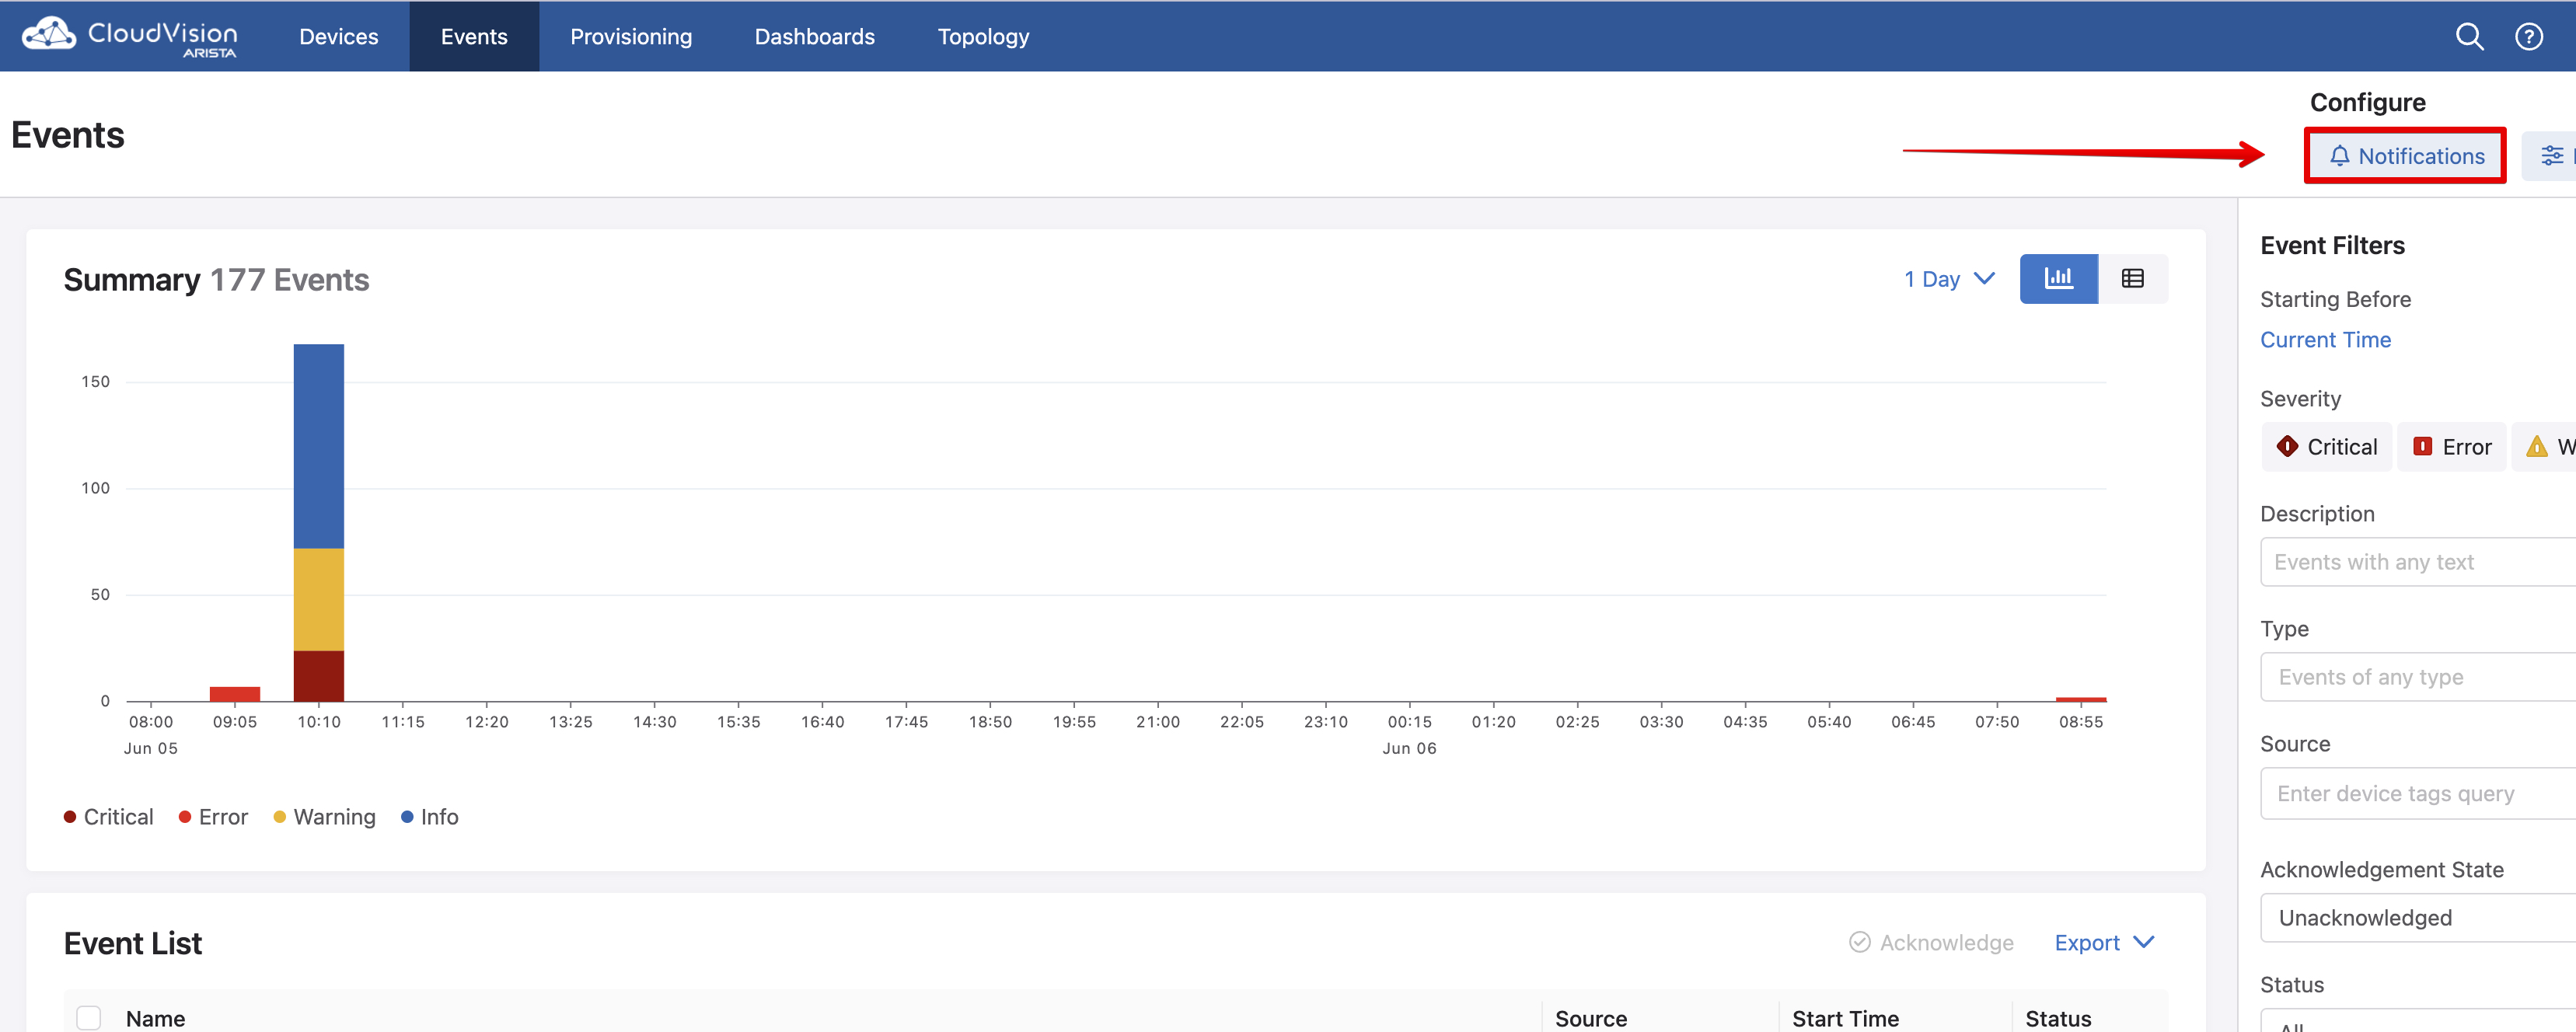 CloudVision
ARISTA
Devices
Events
Provisioning
Dashboards
Topology
Events
Configure
Notifications
Summary 177 Events
1 Day
150
100
50
0
08:00 09:05 10:10 11:15 12:20 13:25 14:30 15:35 16:40 17:45 18:50 19:55 21:00 22:05 23:10 00:15 01:20 02:25 03:30 04:35 05:40 06:45 07:50 08:55
Jun 05 Jun 06
Critical Error Warning Info
Event List
Acknowledge
Export
Name Source Start Time Status
Event Filters
Starting Before
Current Time
Severity
Critical Error W
Description
Events with any text
Type
Events of any type
Source
Enter device tags query
Acknowledgement State
Unacknowledged
Status
All